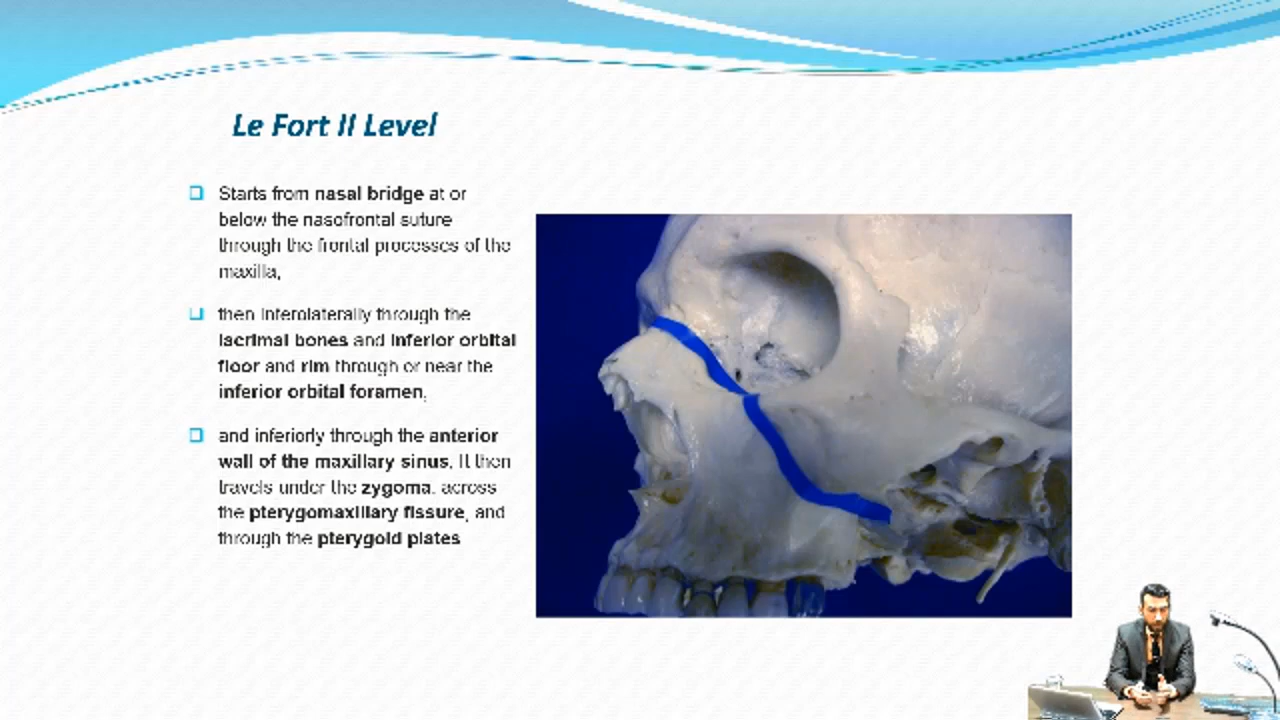 Le Fort II Level
Starts from nasal bridge at or
below the nasofrontal suture
through the frontal processes of the
maxilla,
then inferolaterally through the
lacrimal bones and inferior orbital
floor and rim through or near the
inferior orbital foramen,
and inferiorly through the anterior
wall of the maxillary sinus. It then
travels under the zygoma, across
the pterygomaxillary fissure, and
through the pterygoid plates